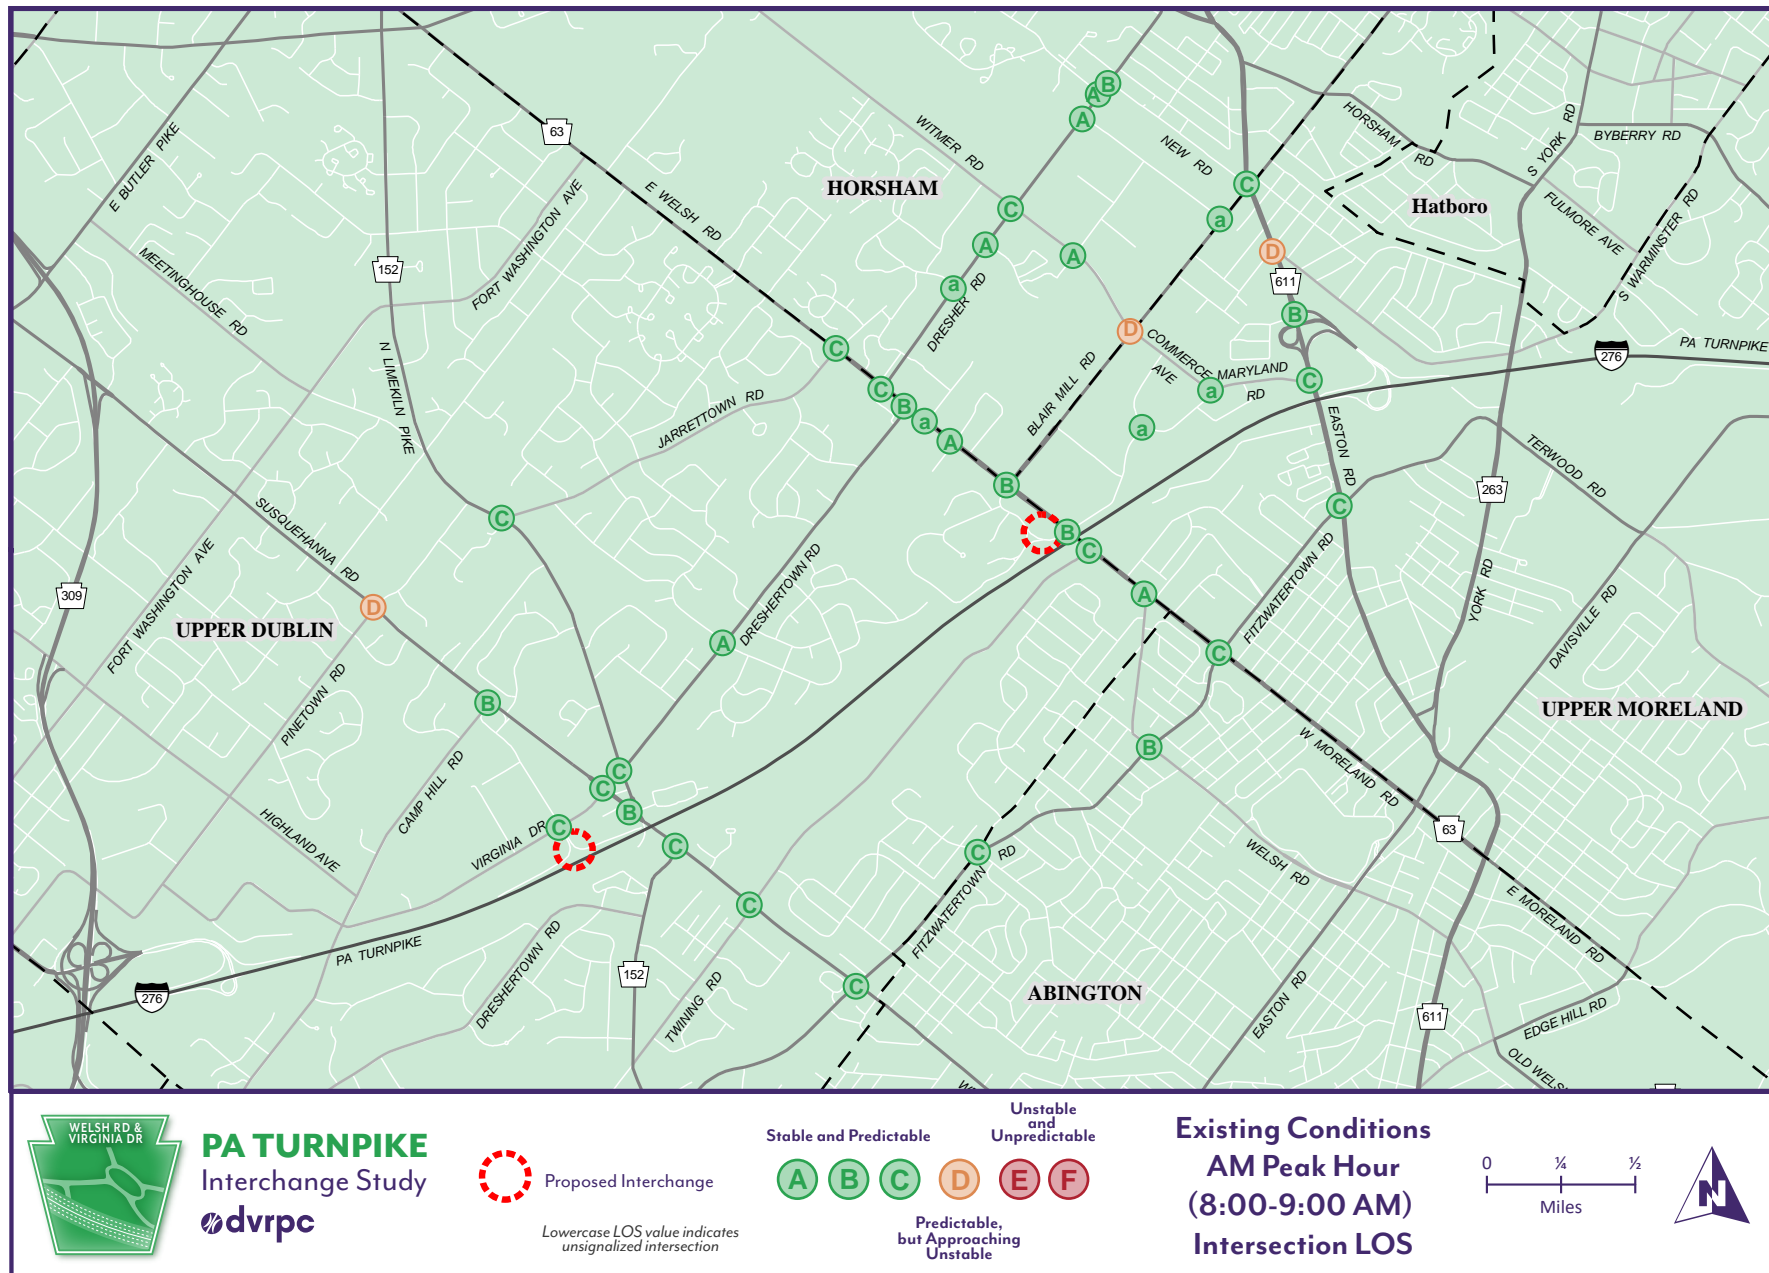 E BUTLER PIKE
63
WITMER RD
B
A
A
NEW RD
HORSHAM RD
S YORK RD
BYBERRY RD
HORSHAM
Hatboro
FULMORE AVE
S WARMINSTER RD
E WELSH RD
FORT WASHINGTON AVE
MEETINGHOUSE RD
152
C
C
a
A
A
D
611
a
DRESHER RD
B
N LIMEKILN PIKE
D
COMMERCE AVE
MARYLAND RD
PA TURNPIKE
276
C
C
a
C
B
a
A
a
BLAIR MILL RD
JARRETTOWN RD
EASTON RD
TERWOOD RD
B
263
C
SUSQUEHANNA RD
C
B
C
FORT WASHINGTON AVE
309
D
UPPER DUBLIN
DRESHERTOWN RD
A
A
FITZWATERTOWN RD
YORK RD
DAVISVILLE RD
C
PINETOWN RD
B
UPPER MORELAND
CAMP HILL RD
B
W MORELAND RD
C
C
B
HIGHLAND AVE
VIRGINIA DR
C
C
63
C
FITZWATERTOWN RD
WELSH RD
C
E MORELAND RD
PA TURNPIKE
276
DRESHERTOWN RD
152
TWINING RD
C
ABINGTON
EASTON RD
611
EDGE HILL RD
OLD WELS
W
WELSH RD &
VIRGINIA DR
PA TURNPIKE
Interchange Study
dvrpc
Proposed Interchange
Lowercase LOS value indicates
unsignalized intersection
Stable and Predictable
Unstable
and
Unpredictable
A B C D E F
Predictable,
but Approaching
Unstable
Existing Conditions
AM Peak Hour
(8:00-9:00 AM)
Intersection LOS
0 ¼ ½
Miles
N